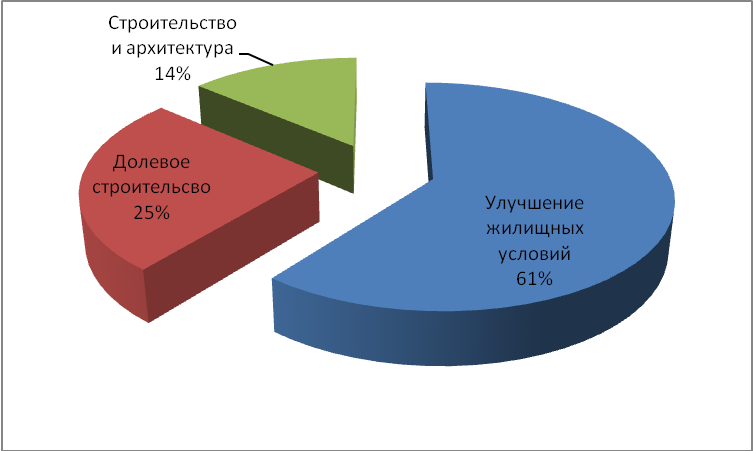 Строительство
и архитектура
14%
Долевое
строительсво
25%
Улучшение
жилищных
условий
61%